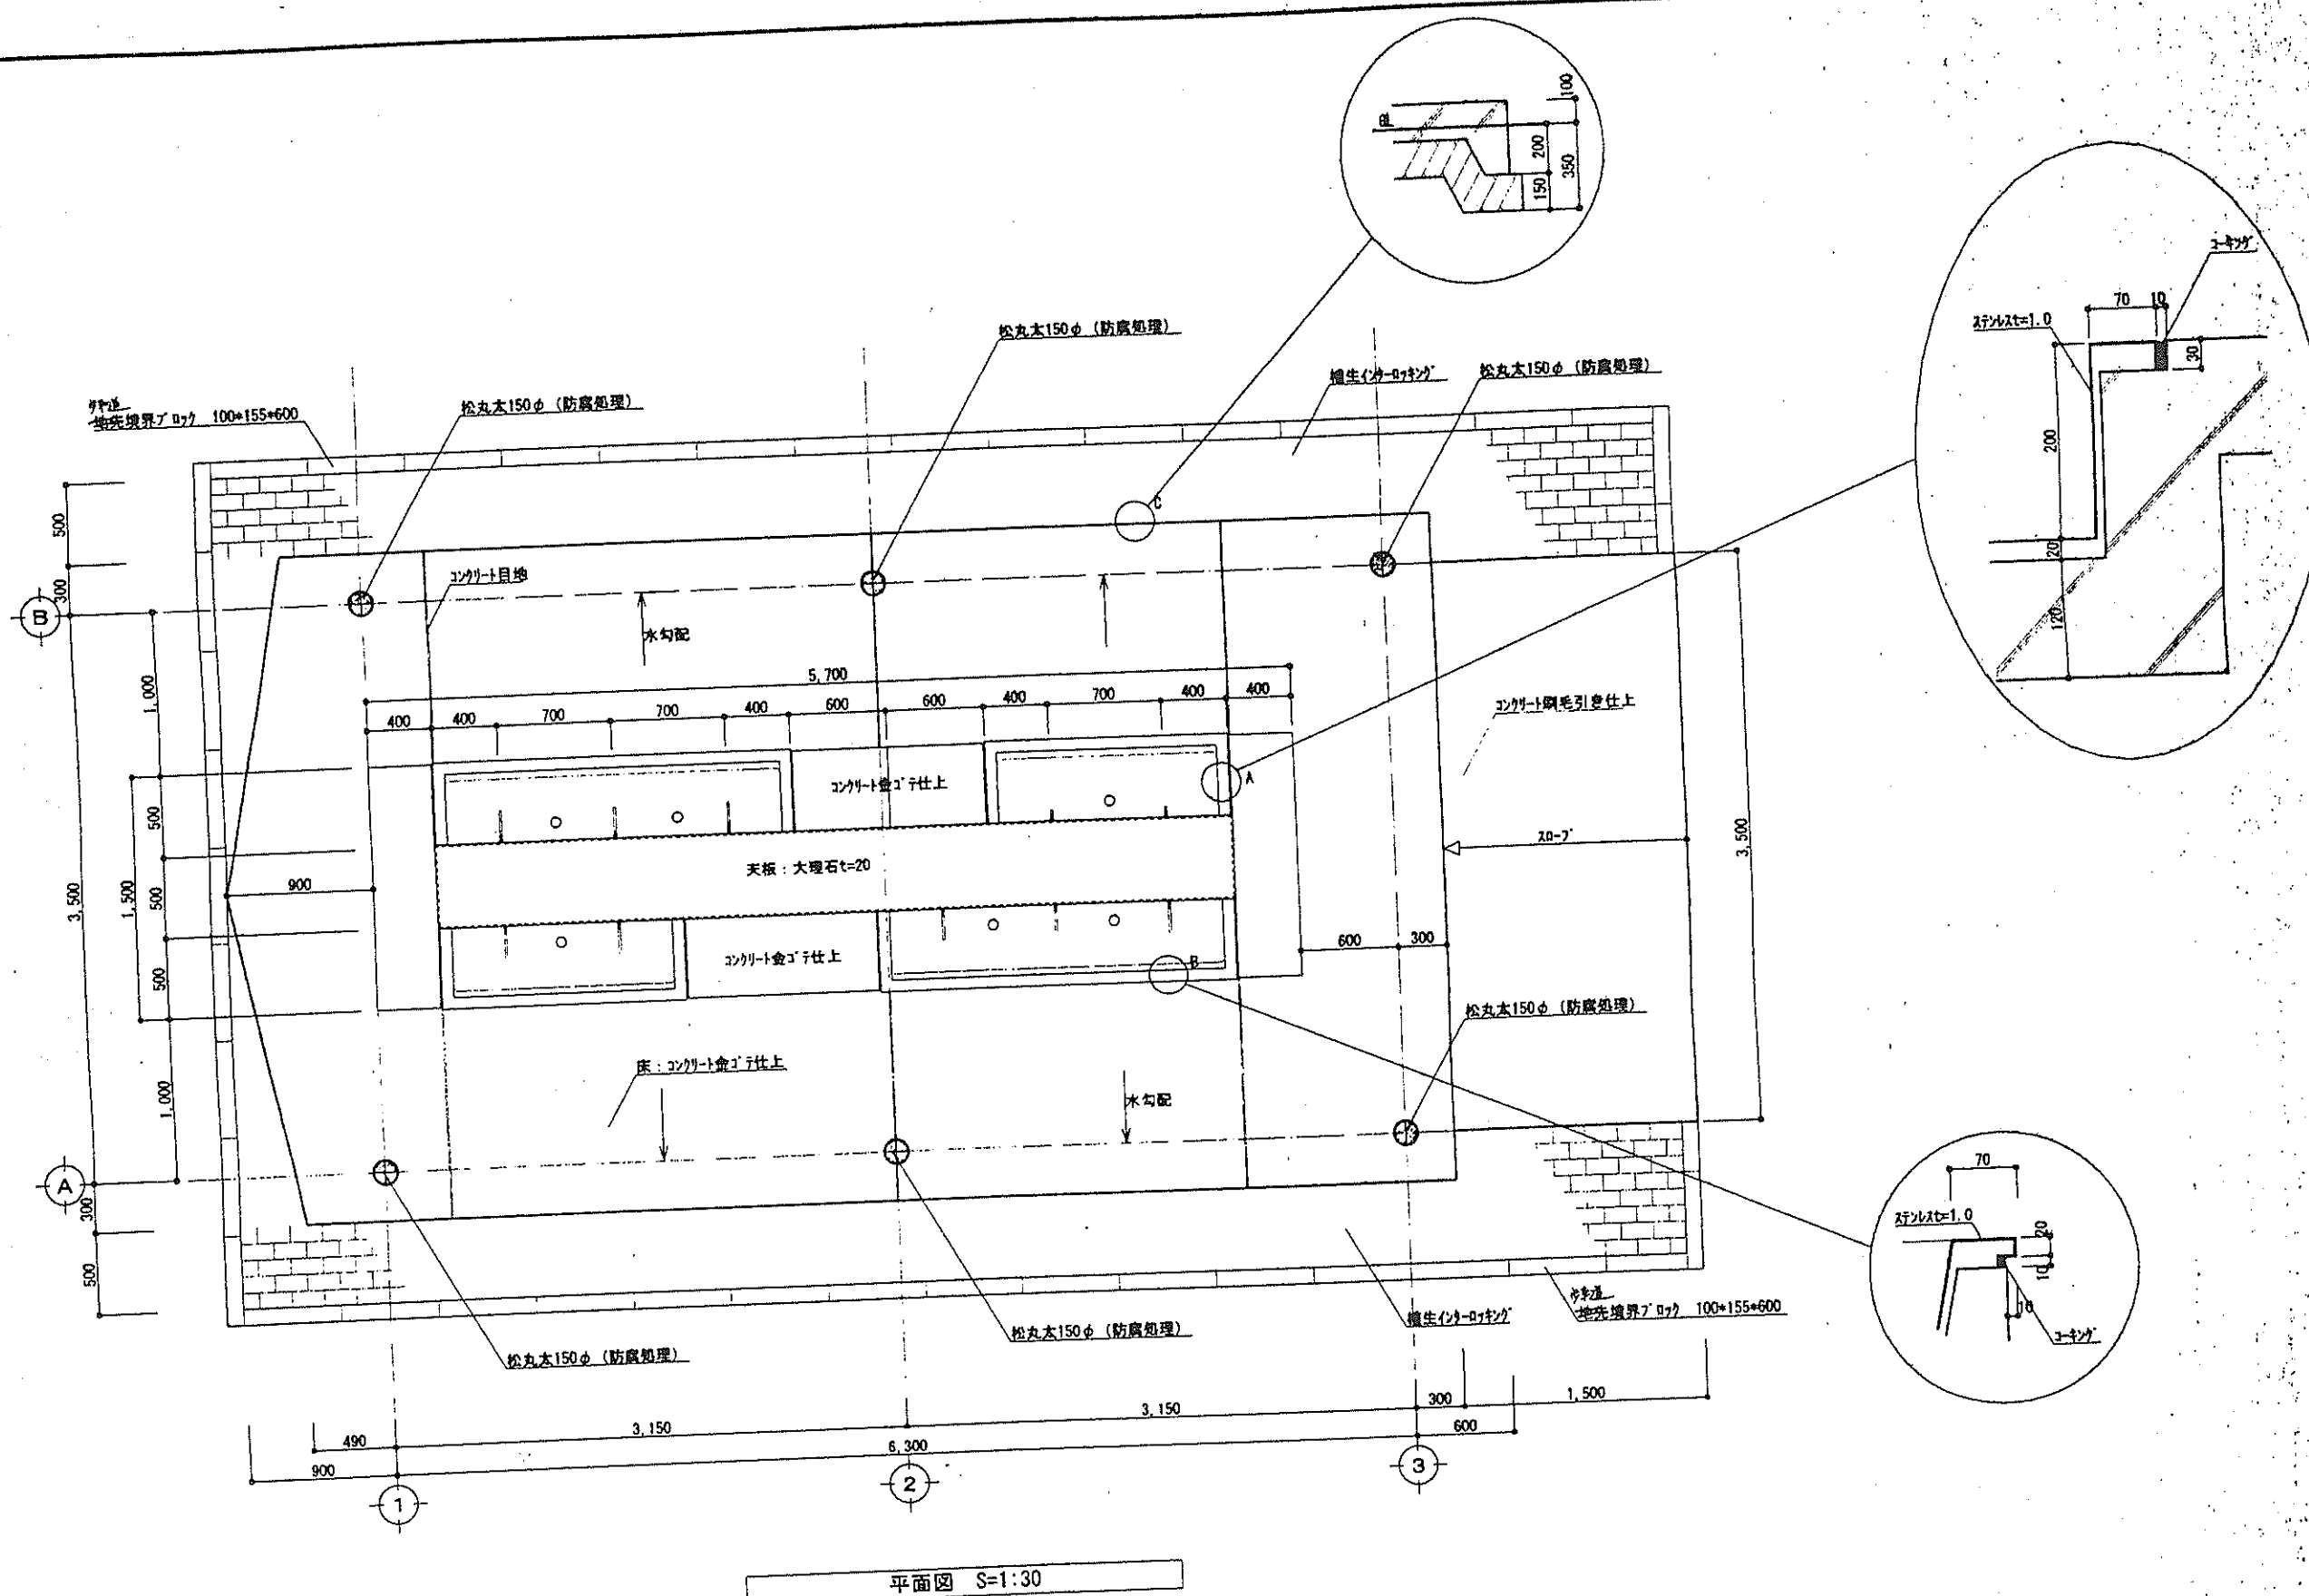 100
GL
200
350
150
コーキング
70 10
ステンレスt=1.0
30
200
20
120
松丸太150φ (防腐処理)
植生インターロッキング
松丸太150φ (防腐処理)
松丸太150φ (防腐処理)
歩車道
地先境界ブロック 100*155*600
C
500
300
B
コンクリート目地
水勾配
1,000
5,700
400 400 700 700 400 600 600 400 700 400 400
コンクリート刷毛引き仕上
コンクリート金ゴテ仕上
A
500
スロープ
3,500
天板:大理石t=20
900
3,500
1,500
500
600 300
コンクリート金ゴテ仕上
B
500
松丸太150φ (防腐処理)
床:コンクリート金ゴテ仕上
水勾配
1,000
A
300
500
70
ステンレスt=1.0
20
10
10
コーキング
植生インターロッキング
歩車道
地先境界ブロック 100*155*600
松丸太150φ (防腐処理)
松丸太150φ (防腐処理)
490 3,150 3,150 300 1,500
900 6,300 600
1
2
3
平面図 S=1:30